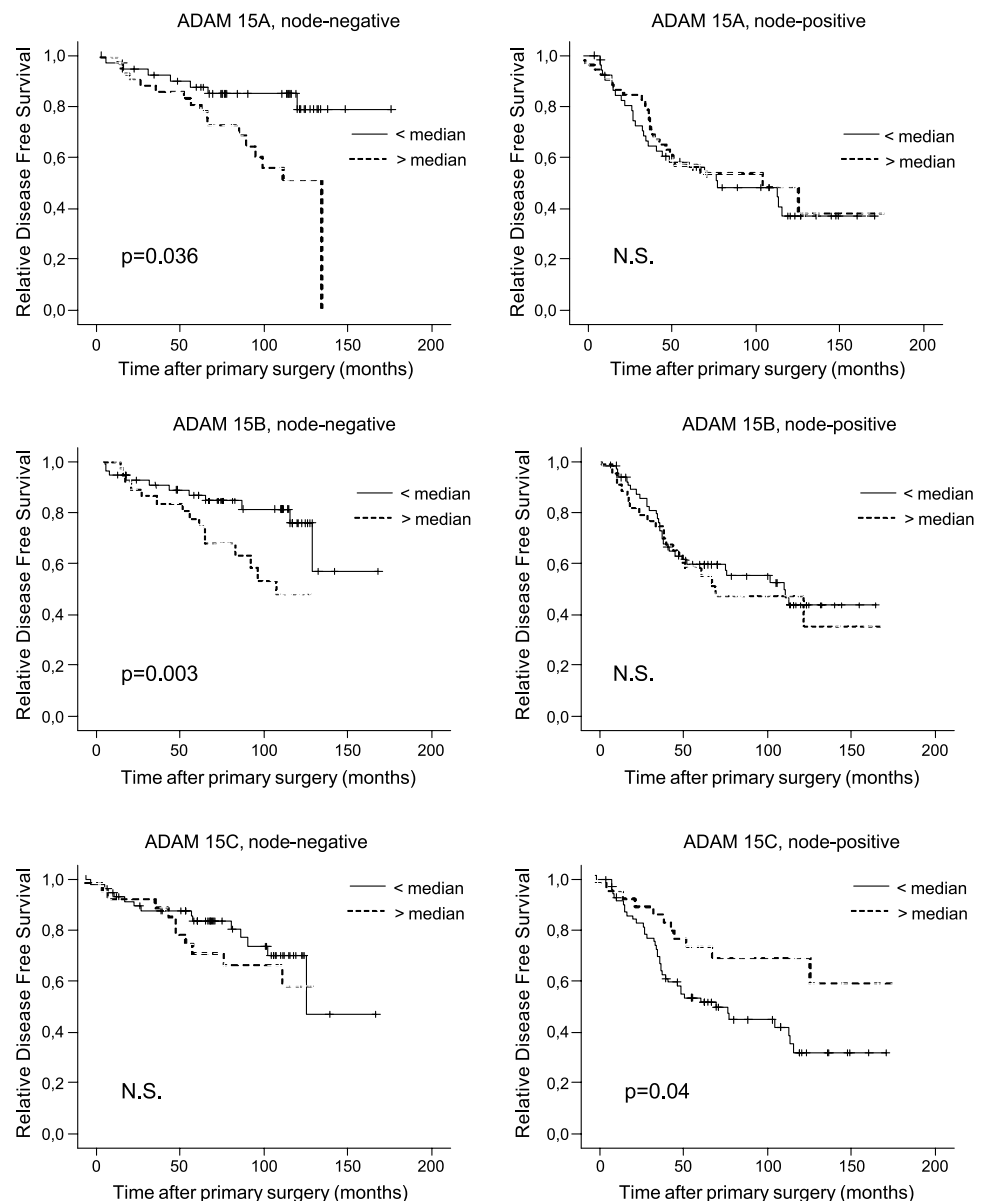 ADAM 15A, node-negative
Relative Disease Free Survival
1,0
0,8
0,6
0,4
0,2
0,0
< median
> median
p=0.036
0 50 100 150 200
Time after primary surgery (months)
ADAM 15A, node-positive
Relative Disease Free Survival
1,0
0,8
0,6
0,4
0,2
0,0
< median
> median
N.S.
0 50 100 150 200
Time after primary surgery (months)
ADAM 15B, node-negative
Relative Disease Free Survival
1,0
0,8
0,6
0,4
0,2
0,0
< median
> median
p=0.003
0 50 100 150 200
Time after primary surgery (months)
ADAM 15B, node-positive
Relative Disease Free Survival
1,0
0,8
0,6
0,4
0,2
0,0
< median
> median
N.S.
0 50 100 150 200
Time after primary surgery (months)
ADAM 15C, node-negative
Relative Disease Free Survival
1,0
0,8
0,6
0,4
0,2
0,0
< median
> median
N.S.
0 50 100 150 200
Time after primary surgery (months)
ADAM 15C, node-positive
Relative Disease Free Survival
1,0
0,8
0,6
0,4
0,2
0,0
< median
> median
p=0.04
0 50 100 150 200
Time after primary surgery (months)